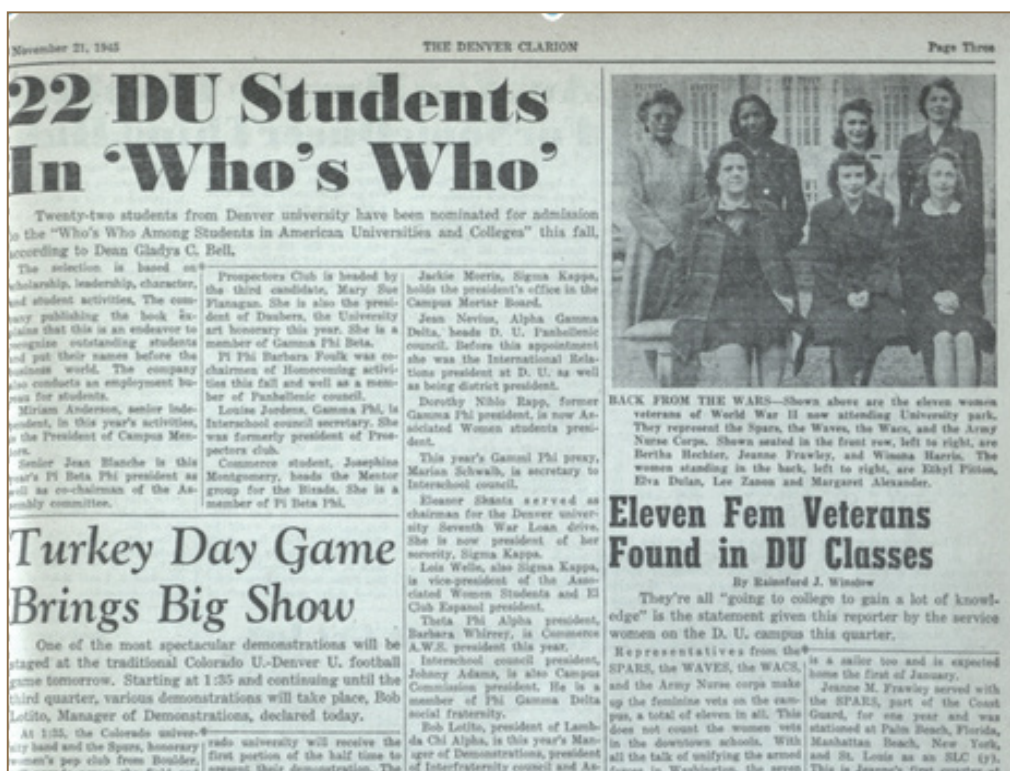 November 21, 1945
THE DENVER CLARION
Page Three
22 DU Students
In 'Who's Who'
Twenty-two students from Denver university have been nominated for admission
to the "Who's Who Among Students in American Universities and Colleges" this fall,
according to Dean Gladys C. Bell.
The selection is based on
scholarship, leadership, character,
and student activities. The com-
pany publishing the book ex-
plains that this is an endeavor to
recognize outstanding students
and put their names before the
business world. The company
also conducts an employment bu-
reau for students.
Miriam Anderson, senior inde-
pendent, in this year's activities,
is the President of Campus Men-
tors.
Senior Jean Blanche is this
year's Pi Beta Phi president as
well as co-chairman of the As-
sembly committee.
Prospectors Club is headed by
the third candidate, Mary Sue
Flanagan. She is also the presi-
dent of Daubers, the University
art honorary this year. She is a
member of Gamma Phi Beta.
Pi Phi Barbara Foulk was co-
chairmen of Homecoming activi-
ties this fall and well as a mem-
ber of Panhellenic council.
Louise Jordens, Gamma Phi, is
Interschool council secretary. She
was formerly president of Pros-
pectors club.
Commerce student, Josephine
Montgomery, heads the Mentor
group for the Bizads. She is a
member of Pi Beta Phi.
Jackie Morris, Sigma Kappa,
holds the president's office in the
Campus Mortar Board.
Jean Nevius, Alpha Gamma
Delta, heads D. U. Panhellenic
council. Before this appointment
she was the International Rela-
tions president at D. U. as well
as being district president.
Dorothy Niblo Rapp, former
Gamma Phi president, is now As-
sociated Women students presi-
dent.
This year's Gamma Phi prexy,
Marian Schwalb, is secretary to
Interschool council.
Eleanor Shants served as
chairman for the Denver univer-
sity Seventh War Loan drive.
She is now president of her
sorority, Sigma Kappa.
Lois Welle, also Sigma Kappa,
is vice-president of the Asso-
ciated Women Students and El
Club Espanol president.
Theta Phi Alpha president,
Barbara Whirrey, is Commerce
A.W.S. president this year.
Interschool council president,
Johnny Adams, is also Campus
Commission president. He is a
member of Phi Gamma Delta
social fraternity.
Bob Lotito, president of Lamb-
da Chi Alpha, is this year's Man-
ager of Demonstrations, president
of Interfraternity council and As-
Turkey Day Game
Brings Big Show
One of the most spectacular demonstrations will be
staged at the traditional Colorado U.-Denver U. football
game tomorrow. Starting at 1:35 and continuing until the
third quarter, various demonstrations will take place, Bob
Lotito, Manager of Demonstrations, declared today.
At 1:35, the Colorado univer-
sity band and the Spurs, honorary
women's pep club from Boulder,
rado university will receive the
first portion of the half time to
present their demonstration. The
BACK FROM THE WARS—Shown above are the eleven women
veterans of World War II now attending University park.
They represent the Spars, the Waves, the Wacs, and the Army
Nurse Corps. Shown seated in the front row, left to right, are
Bertha Hechter, Jeanne Frawley, and Winona Harris. The
women standing in the back, left to right, are Ethyl Pitton,
Elva Dulan, Lee Zanon and Margaret Alexander.
Eleven Fem Veterans
Found in DU Classes
By Rainsford J. Winslow
They're all "going to college to gain a lot of knowl-
edge" is the statement given this reporter by the service
women on the D. U. campus this quarter.
Representatives from the
SPARS, the WAVES, the WACS,
and the Army Nurse corps make
up the feminine vets on the cam-
pus, a total of eleven in all. This
does not count the women vets
in the downtown schools. With
all the talk of unifying the armed
forces in Washington, the seven
is a sailor too and is expected
home the first of January.
Jeanne M. Frawley served with
the SPARS, part of the Coast
Guard, for one year and was
stationed at Palm Beach, Florida,
Manhattan Beach, New York,
and St. Louis as an SLC (y).